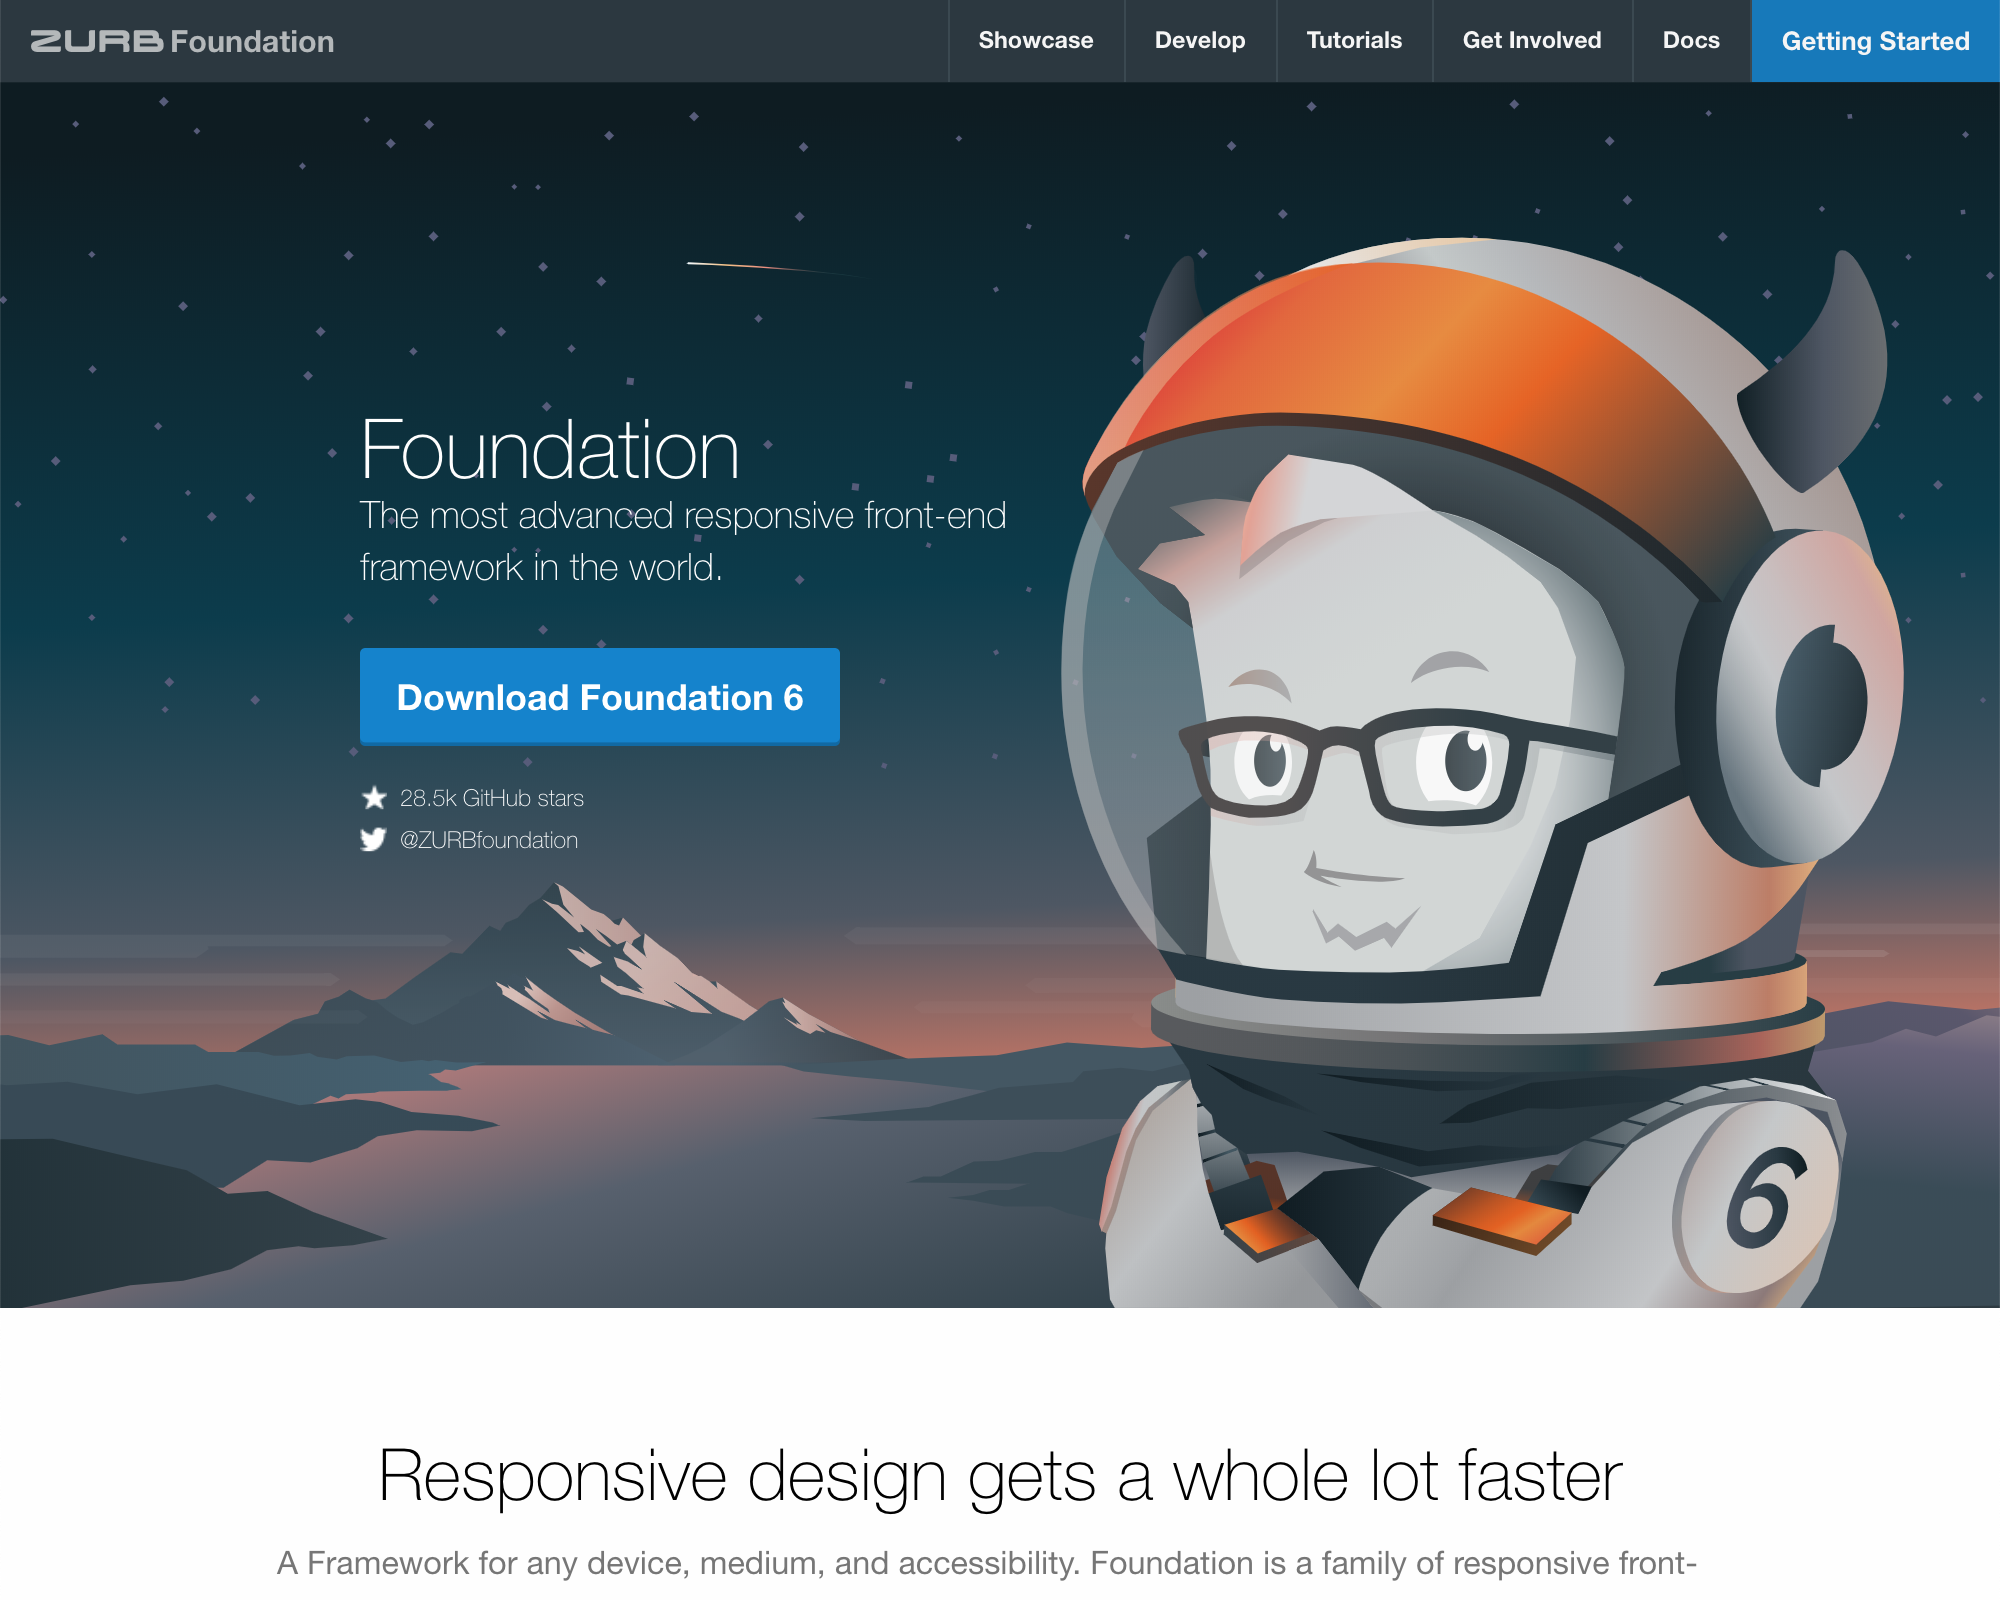 ZURB Foundation
Showcase
Develop
Tutorials
Get Involved
Docs
Getting Started
Foundation
The most advanced responsive front-end
framework in the world.
Download Foundation 6
28.5k GitHub stars
@ZURBfoundation
6
Responsive design gets a whole lot faster
A Framework for any device, medium, and accessibility. Foundation is a family of responsive front-